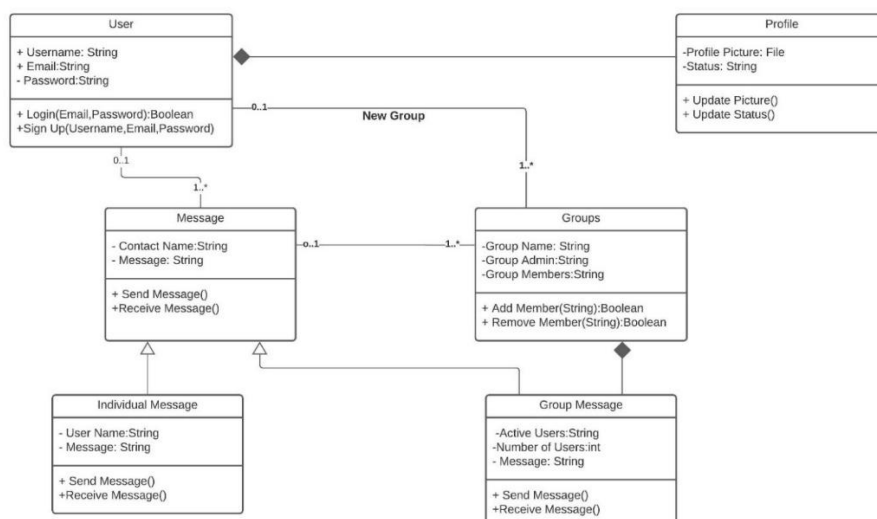 User
+ Username: String
+ Email:String
- Password:String
+ Login(Email,Password):Boolean
+Sign Up(Username,Email,Password)
Profile
-Profile Picture: File
-Status: String
+ Update Picture()
+ Update Status()
0..1
New Group
1..*
0..1
1..*
Message
- Contact Name:String
- Message: String
+ Send Message()
+Receive Message()
o..1
1..*
Groups
-Group Name: String
-Group Admin:String
-Group Members:String
+ Add Member(String):Boolean
+ Remove Member(String):Boolean
Individual Message
- User Name:String
- Message: String
+ Send Message()
+Receive Message()
Group Message
-Active Users:String
-Number of Users:int
- Message: String
+ Send Message()
+Receive Message()